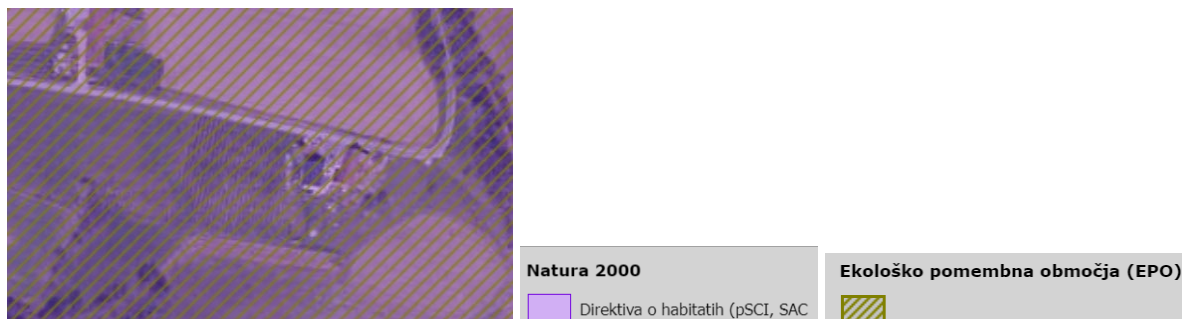 Natura 2000
Direktiva o habitatih (pSCI, SAC
Ekološko pomembna območja (EPO)